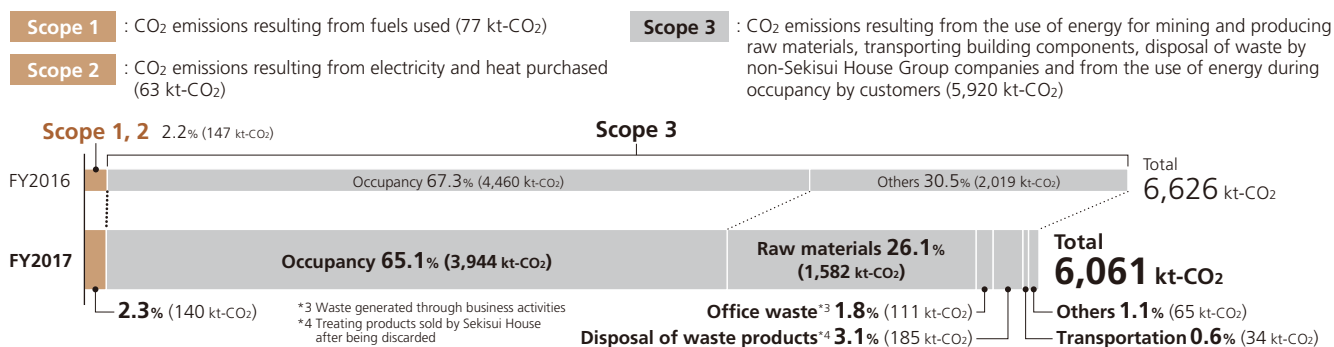 Scope 1 : CO2 emissions resulting from fuels used (77 kt-CO2)
Scope 2 : CO2 emissions resulting from electricity and heat purchased
(63 kt-CO2)
Scope 3 : CO2 emissions resulting from the use of energy for mining and producing
raw materials, transporting building components, disposal of waste by
non-Sekisui House Group companies and from the use of energy during
occupancy by customers (5,920 kt-CO2)
Scope 1, 2 2.2% (147 kt-CO2)
Scope 3
FY2016
Occupancy 67.3% (4,460 kt-CO2)
Others 30.5% (2,019 kt-CO2)
Total
6,626 kt-CO2
FY2017
Occupancy 65.1% (3,944 kt-CO2)
Raw materials 26.1%
(1,582 kt-CO2)
Total
6,061 kt-CO2
2.3% (140 kt-CO2)
*3 Waste generated through business activities
*4 Treating products sold by Sekisui House
after being discarded
Office waste*3 1.8% (111 kt-CO2)
Disposal of waste products*4 3.1% (185 kt-CO2)
Others 1.1% (65 kt-CO2)
Transportation 0.6% (34 kt-CO2)